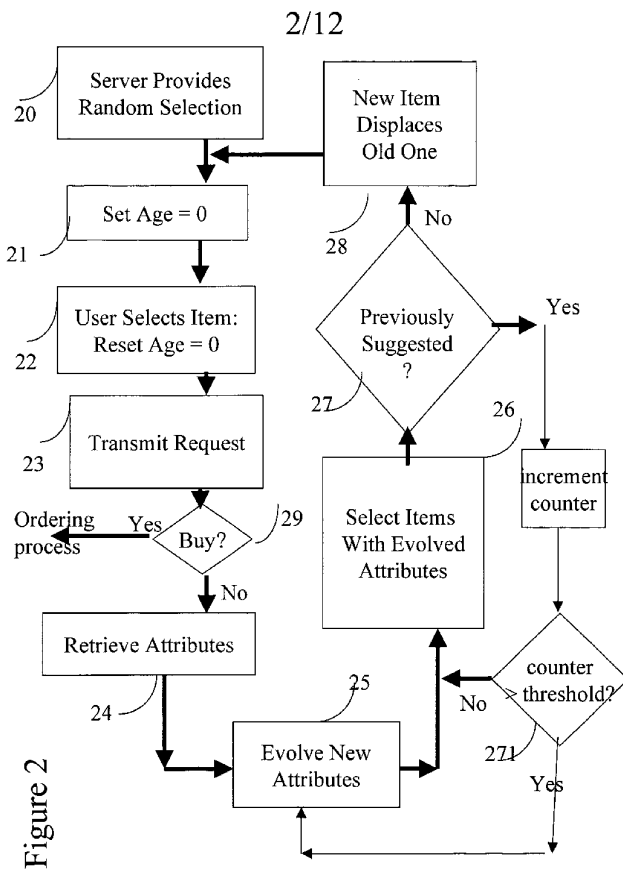 2/12
Server Provides
Random Selection
20
New Item
Displaces
Old One
28
Set Age = 0
21
No
User Selects Item:
Reset Age = 0
22
Previously
Suggested
?
27
Yes
Transmit Request
23
26
increment
counter
Ordering
process
Yes
Buy?
29
Select Items
With Evolved
Attributes
No
Retrieve Attributes
24
counter
> threshold?
No
271
25
Evolve New
Attributes
Yes
Figure 2